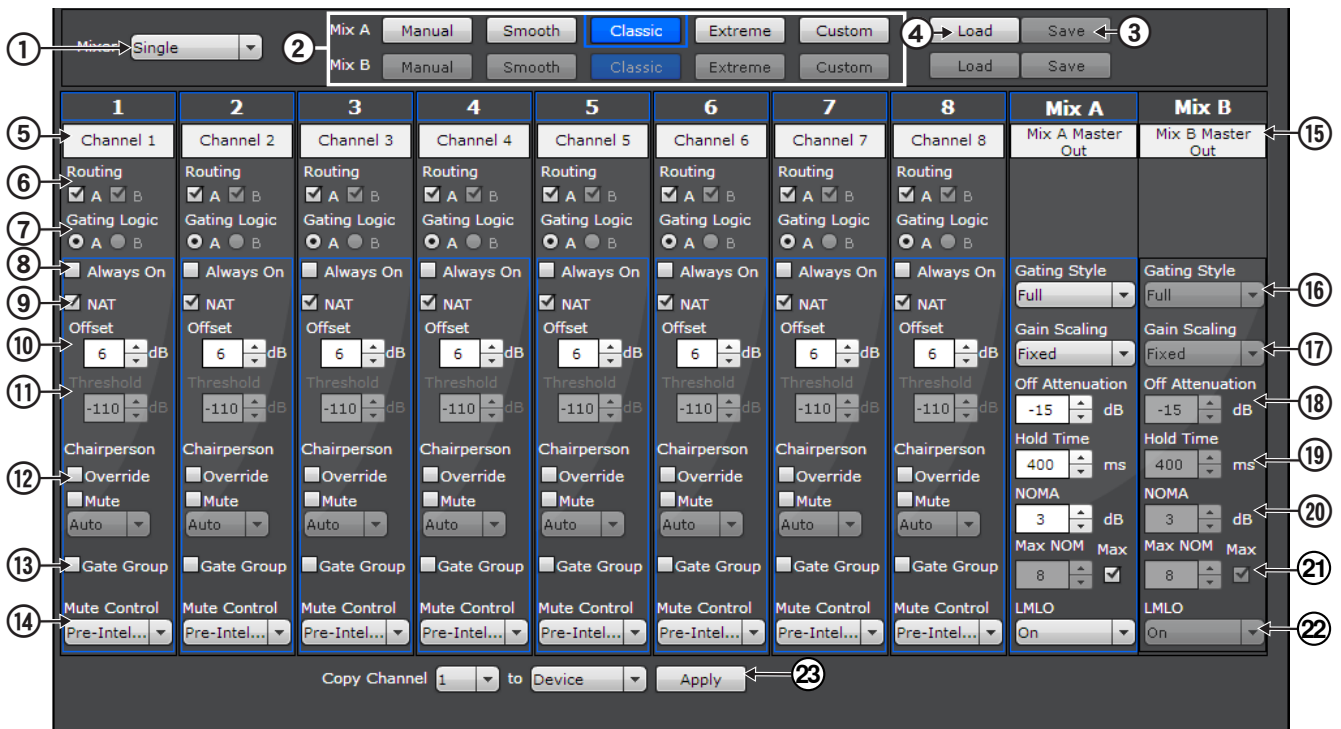 Mix A Manual Smooth Classic Extreme Custom ④ Load Save ③
① Single ②
Mix B Manual Smooth Classic Extreme Custom Load Save
1 2 3 4 5 6 7 8 Mix A Mix B
⑤ Channel 1 Channel 2 Channel 3 Channel 4 Channel 5 Channel 6 Channel 7 Channel 8 Mix A Master Out Mix B Master Out ⑮
Routing Routing Routing Routing Routing Routing Routing Routing
⑥ A B A B A B A B A B A B A B A B
Gating Logic Gating Logic Gating Logic Gating Logic Gating Logic Gating Logic Gating Logic Gating Logic
⑦ A B A B A B A B A B A B A B A B
⑧ Always On Always On Always On Always On Always On Always On Always On Always On Gating Style Gating Style
⑨ NAT NAT NAT NAT NAT NAT NAT NAT Full Full ⑯
Offset Offset Offset Offset Offset Offset Offset Offset Gain Scaling Gain Scaling
⑩ 6 dB 6 dB 6 dB 6 dB 6 dB 6 dB 6 dB 6 dB Fixed Fixed ⑰
Threshold Threshold Threshold Threshold Threshold Threshold Threshold Threshold Off Attenuation Off Attenuation
⑪ -110 dB -110 dB -110 dB -110 dB -110 dB -110 dB -110 dB -110 dB -15 dB -15 dB ⑱
Chairperson Chairperson Chairperson Chairperson Chairperson Chairperson Chairperson Chairperson Hold Time Hold Time
⑫ Override Override Override Override Override Override Override Override 400 ms 400 ms ⑲
Mute Mute Mute Mute Mute Mute Mute Mute NOMA NOMA
Auto Auto Auto Auto Auto Auto Auto Auto 3 dB 3 dB ⑳
⑬ Gate Group Gate Group Gate Group Gate Group Gate Group Gate Group Gate Group Gate Group Max NOM Max Max NOM Max
8 8 ㉑
Mute Control Mute Control Mute Control Mute Control Mute Control Mute Control Mute Control Mute Control LMLO LMLO
⑭ Pre-Intel... Pre-Intel... Pre-Intel... Pre-Intel... Pre-Intel... Pre-Intel... Pre-Intel... Pre-Intel... On On ㉒
Copy Channel 1 to Device Apply ㉓